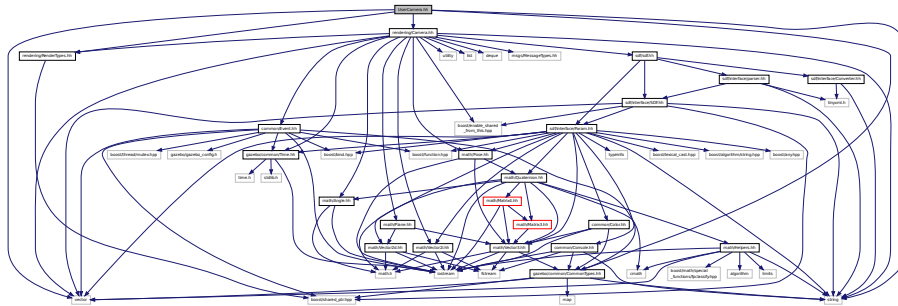 UserCamera.hh
rendering/Camera.hh
rendering/RenderTypes.hh
utility
list
deque
msgs/MessageTypes.hh
sdf/sdf.hh
sdf/interface/parser.hh
sdf/interface/Converter.hh
sdf/interface/SDF.hh
tinyxml.h
boost/enable_shared
_from_this.hpp
common/Event.hh
sdf/interface/Param.hh
boost/thread/mutex.hpp
gazebo/gazebo_config.h
gazebo/common/Time.hh
boost/bind.hpp
boost/function.hpp
math/Pose.hh
typeinfo
boost/lexical_cast.hpp
boost/algorithm/string.hpp
boost/any.hpp
time.h
stdlib.h
math/Quaternion.hh
math/Angle.hh
math/Matrix4.hh
math/Plane.hh
math/Matrix3.hh
common/Color.hh
math/Vector2d.hh
math/Vector2i.hh
math/Vector3.hh
common/Console.hh
math/Helpers.hh
math.h
iostream
fstream
gazebo/common/CommonTypes.hh
cmath
boost/math/special
_functions/fpclassify.hpp
algorithm
limits
vector
boost/shared_ptr.hpp
map
string